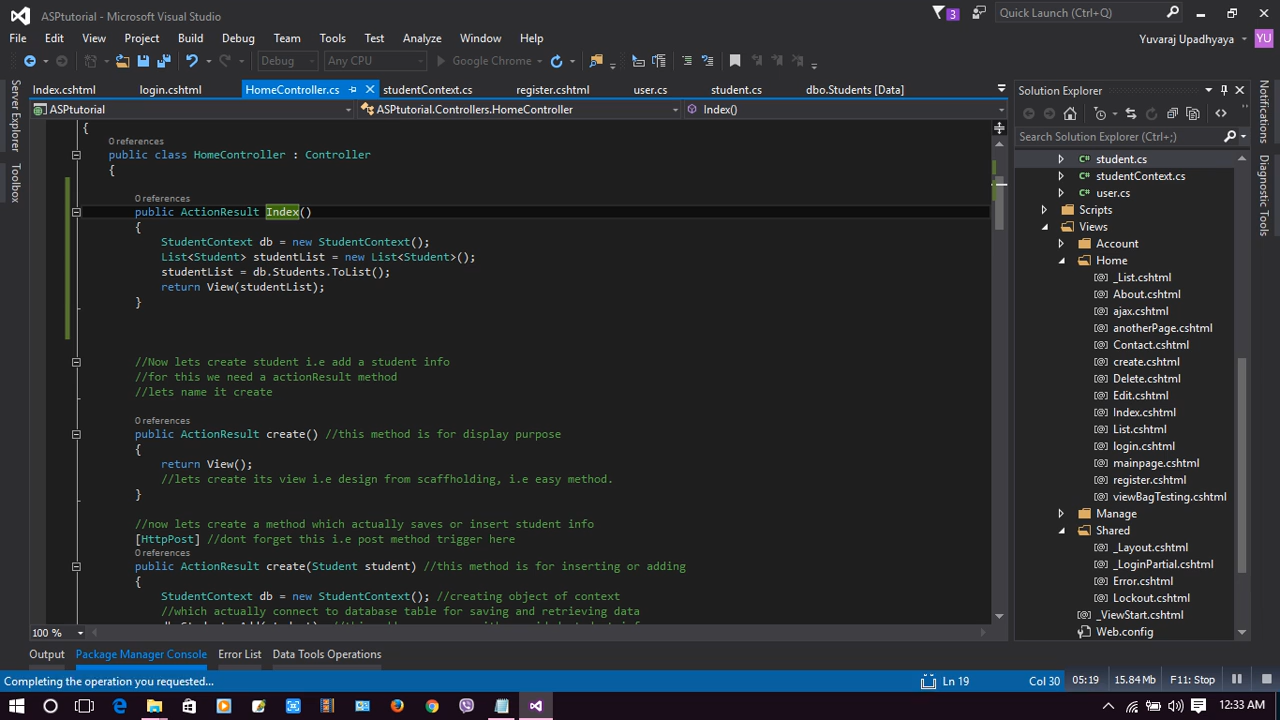 ASPtutorial - Microsoft Visual Studio
3
Quick Launch (Ctrl+Q)
File Edit View Project Build Debug Team Tools Test Analyze Window Help
Yuvaraj Upadhyaya YU
Debug Any CPU Google Chrome
Index.cshtml login.cshtml HomeController.cs studentContext.cs register.cshtml user.cs student.cs dbo.Students [Data]
ASPtutorial ASPtutorial.Controllers.HomeController Index()
Server Explorer
Toolbox
{
0 references
public class HomeController : Controller
{
0 references
public ActionResult Index()
{
StudentContext db = new StudentContext();
List<Student> studentList = new List<Student>();
studentList = db.Students.ToList();
return View(studentList);
}
//Now lets create student i.e add a student info
//for this we need a actionResult method
//lets name it create
0 references
public ActionResult create() //this method is for display purpose
{
return View();
//lets create its view i.e design from scaffholding, i.e easy method.
}
//now lets create a method which actually saves or insert student info
[HttpPost] //dont forget this i.e post method trigger here
0 references
public ActionResult create(Student student) //this method is for inserting or adding
{
StudentContext db = new StudentContext(); //creating object of context
//which actually connect to database table for saving and retrieving data
100 %
Solution Explorer
Search Solution Explorer (Ctrl+;)
student.cs
studentContext.cs
user.cs
Scripts
Views
Account
Home
_List.cshtml
About.cshtml
ajax.cshtml
anotherPage.cshtml
Contact.cshtml
create.cshtml
Delete.cshtml
Edit.cshtml
Index.cshtml
List.cshtml
login.cshtml
mainpage.cshtml
register.cshtml
viewBagTesting.cshtml
Manage
Shared
_Layout.cshtml
_LoginPartial.cshtml
Error.cshtml
Lockout.cshtml
_ViewStart.cshtml
Web.config
Notifications
Diagnostic Tools
Output Package Manager Console Error List Data Tools Operations
Completing the operation you requested... Ln 19 Col 30 05:19 15.84 Mb F11: Stop
12:33 AM